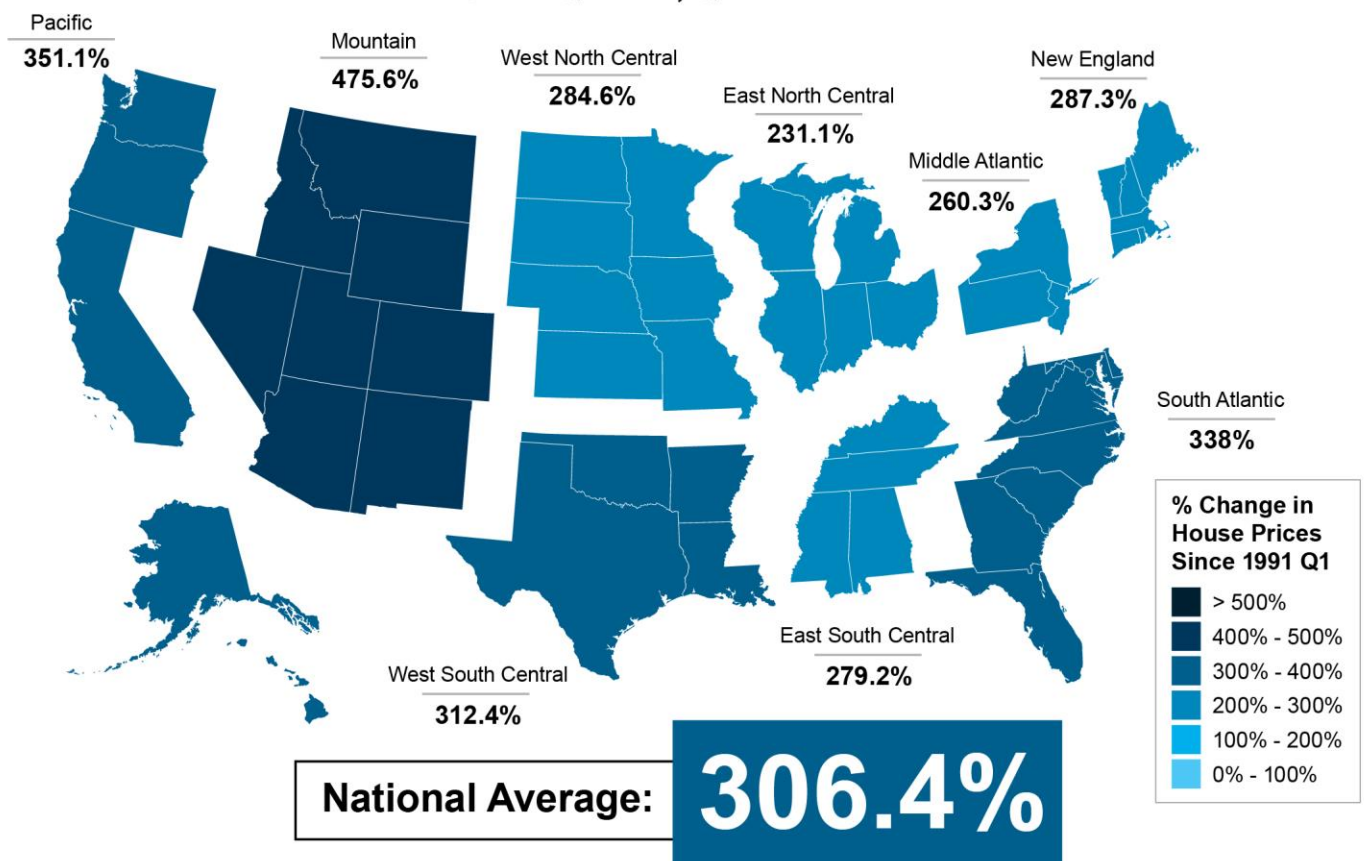 Pacific
351.1%
Mountain
475.6%
West North Central
284.6%
East North Central
231.1%
New England
287.3%
Middle Atlantic
260.3%
South Atlantic
338%
% Change in
House Prices
Since 1991 Q1
> 500%
400% - 500%
300% - 400%
200% - 300%
100% - 200%
0% - 100%
East South Central
279.2%
West South Central
312.4%
National Average:
306.4%